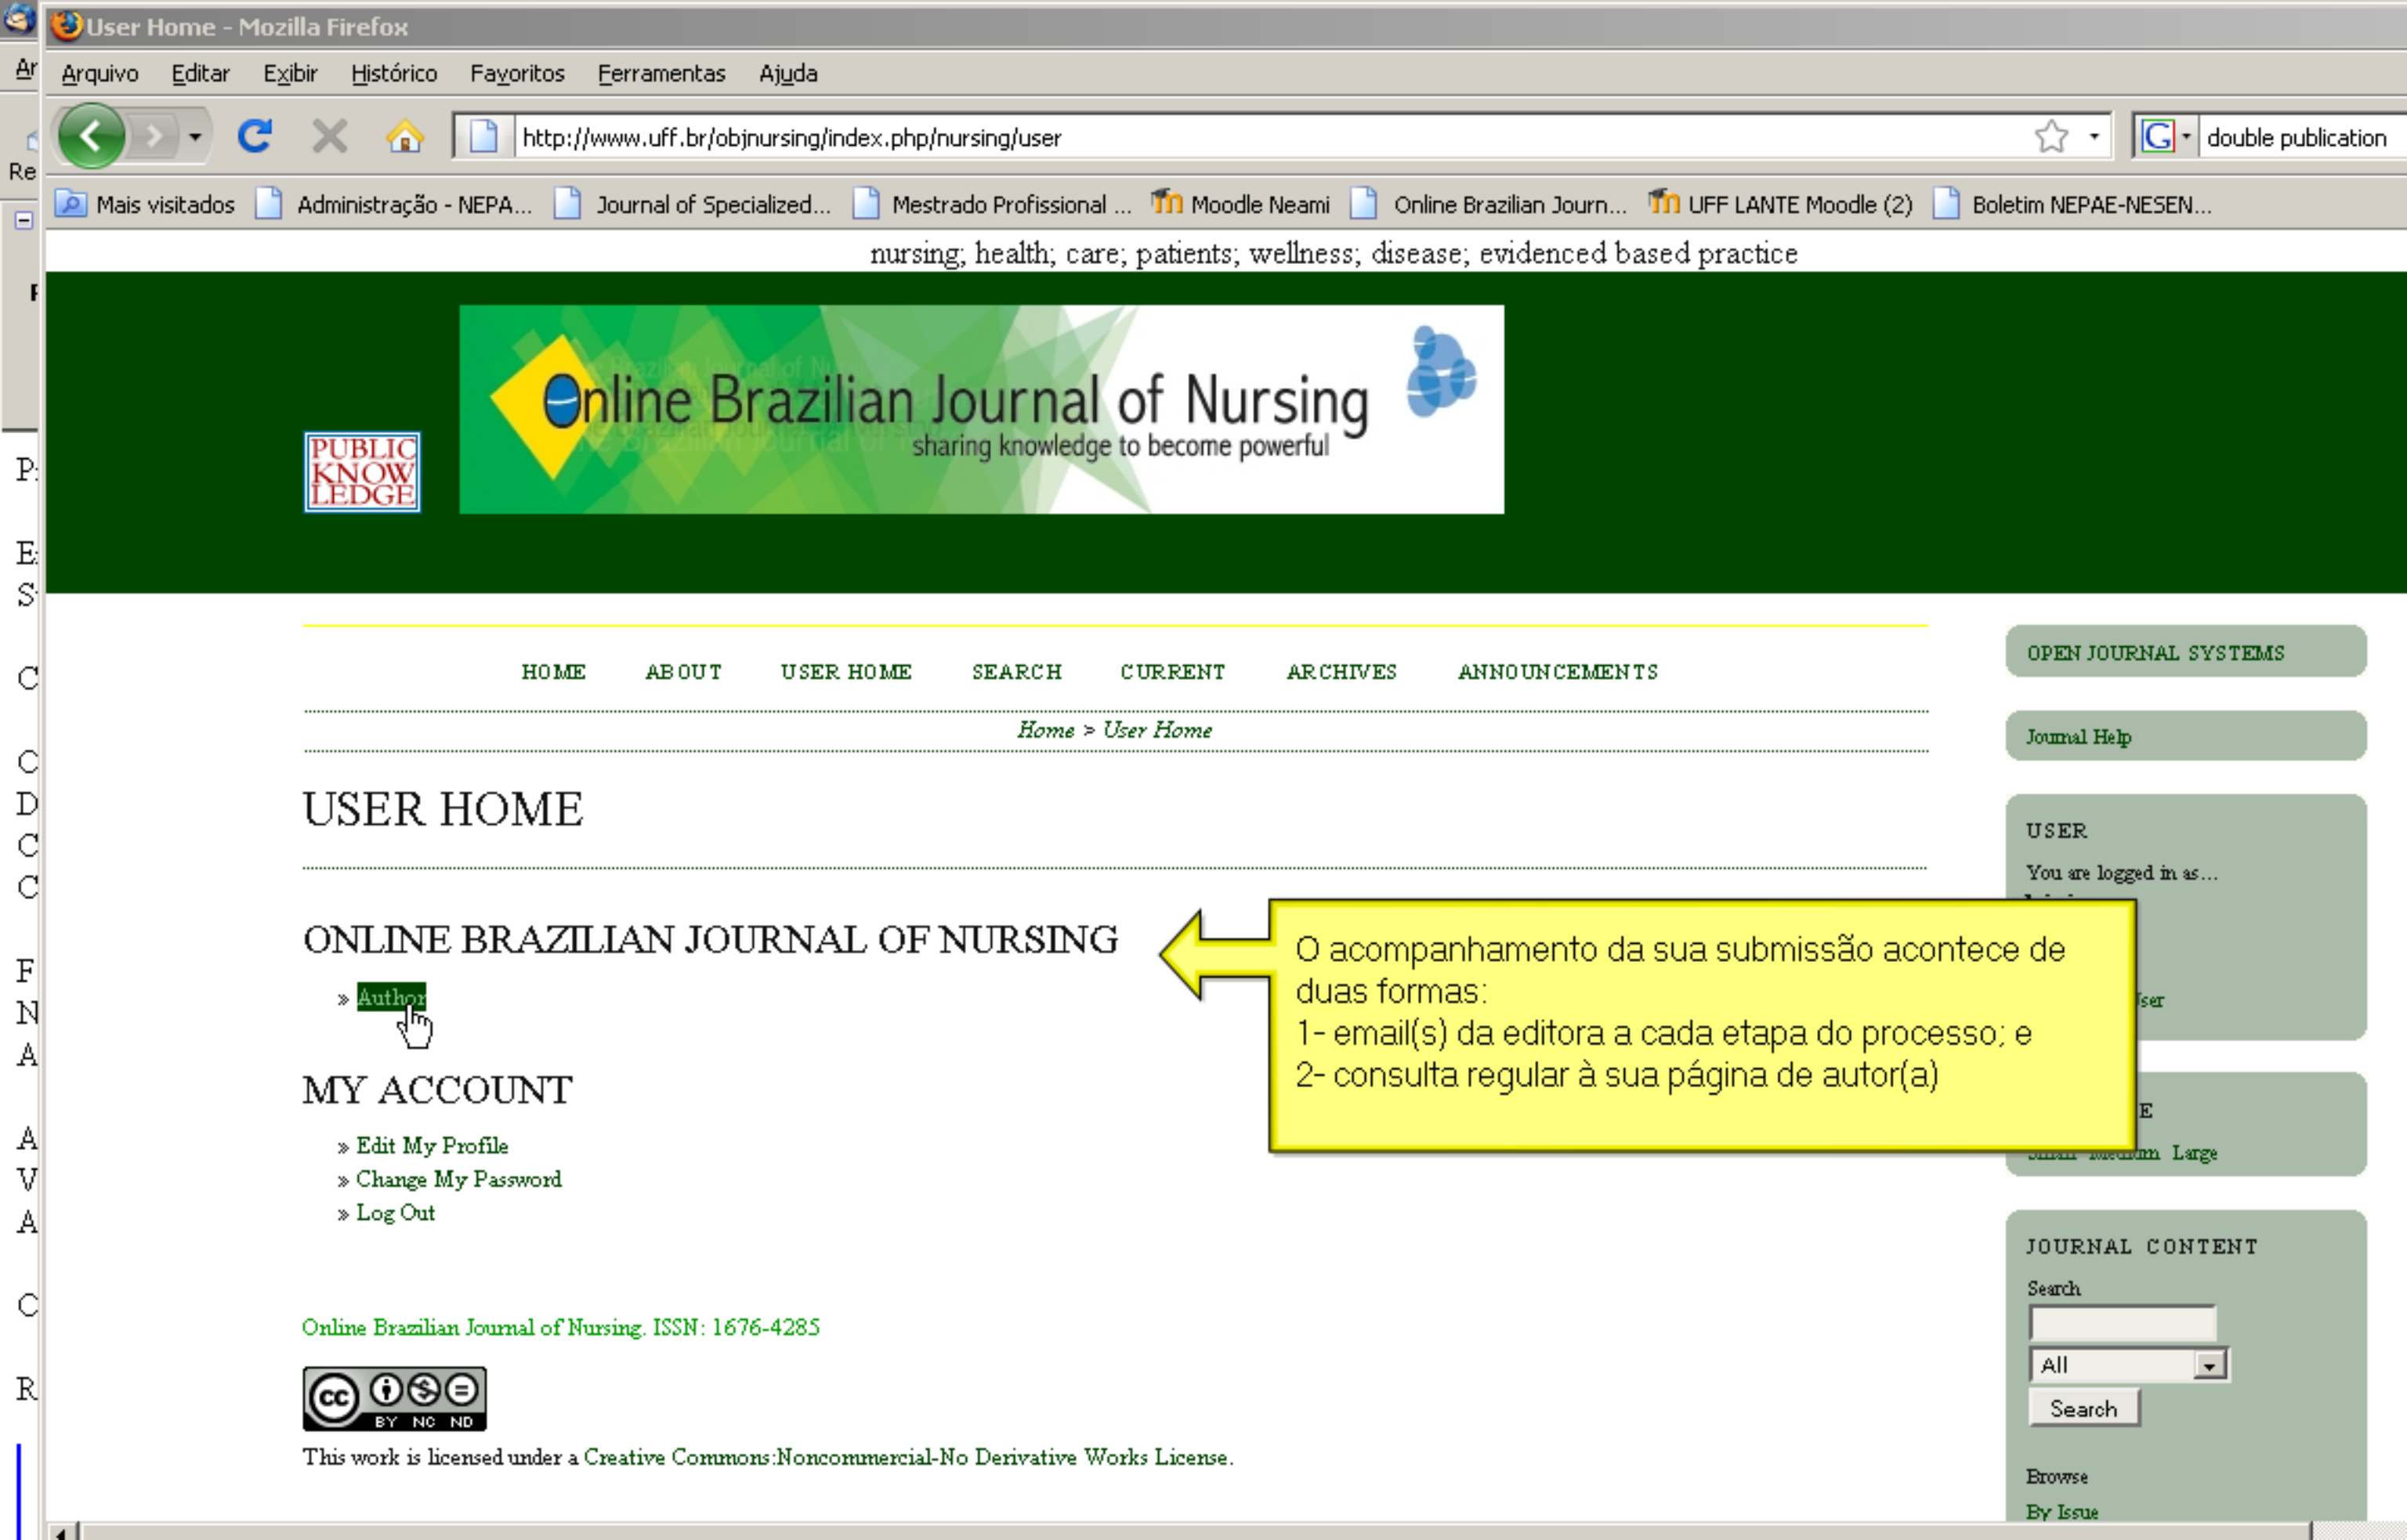 User Home - Mozilla Firefox
Arquivo Editar Exibir Histórico Favoritos Ferramentas Ajuda
http://www.uff.br/objnursing/index.php/nursing/user
double publication
Mais visitados Administração - NEPA... Journal of Specialized... Mestrado Profissional ... Moodle Neami Online Brazilian Journ... UFF LANTE Moodle (2) Boletim NEPAE-NESEN...
nursing; health; care; patients; wellness; disease; evidenced based practice
Online Brazilian Journal of Nursing
sharing knowledge to become powerful
PUBLIC
KNOW
LEDGE
HOME ABOUT USER HOME SEARCH CURRENT ARCHIVES ANNOUNCEMENTS
Home > User Home
USER HOME
ONLINE BRAZILIAN JOURNAL OF NURSING
» Author
O acompanhamento da sua submissão acontece de
duas formas:
1- email(s) da editora a cada etapa do processo; e
2- consulta regular à sua página de autor(a)
MY ACCOUNT
» Edit My Profile
» Change My Password
» Log Out
Online Brazilian Journal of Nursing. ISSN: 1676-4285
cc
BY NC ND
This work is licensed under a Creative Commons:Noncommercial-No Derivative Works License.
OPEN JOURNAL SYSTEMS
Journal Help
USER
You are logged in as...
Large
JOURNAL CONTENT
Search
All
Search
Browse
By Issue